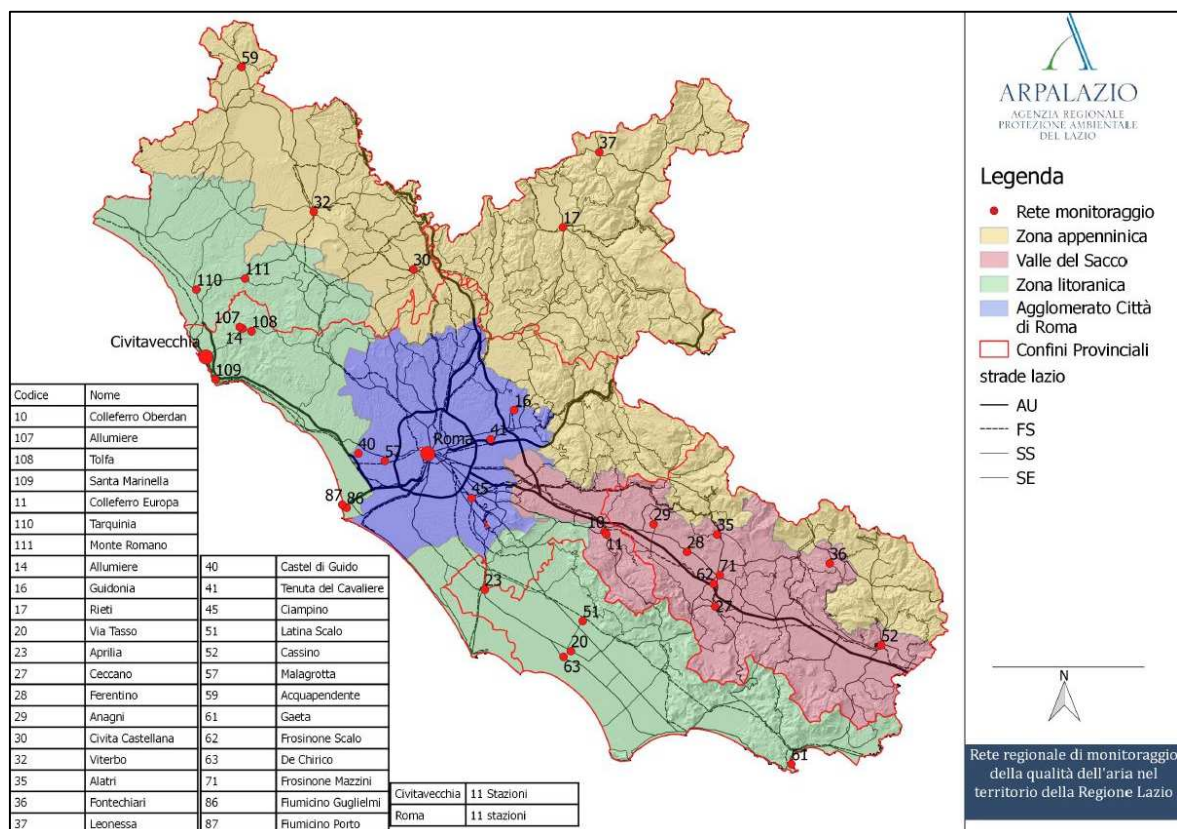 59
37
17
32
30
111
110
107
108
14
Civitavecchia
109
16
41
Roma
40
57
45
87
86
10
11
29
28
35
36
71
62
27
52
23
51
20
63
61
Codice Nome
10 Colleferro Oberdan
107 Allumiere
108 Tolfa
109 Santa Marinella
11 Colleferro Europa
110 Tarquinia
111 Monte Romano
14 Allumiere
16 Guidonia
17 Rieti
20 Via Tasso
23 Aprilia
27 Ceccano
28 Ferentino
29 Anagni
30 Civita Castellana
32 Viterbo
35 Alatri
36 Fontechiari
37 Leonessa
40 Castel di Guido
41 Tenuta del Cavaliere
45 Ciampino
51 Latina Scalo
52 Cassino
57 Malagrotta
59 Acquapendente
61 Gaeta
62 Frosinone Scalo
63 De Chirico
71 Frosinone Mazzini
86 Fiumicino Guglielmi
87 Fiumicino Porto
Civitavecchia 11 Stazioni
Roma 11 stazioni
ARPALAZIO
AGENZIA REGIONALE
PROTEZIONE AMBIENTALE
DEL LAZIO
Legenda
Rete monitoraggio
Zona appenninica
Valle del Sacco
Zona litoranica
Agglomerato Città
di Roma
Confini Provinciali
strade lazio
AU
FS
SS
SE
N
Rete regionale di monitoraggio
della qualità dell'aria nel
territorio della Regione Lazio